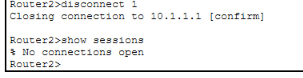 Router2>disconnect 1
Closing connection to 10.1.1.1 [confirm]
Router2>show sessions
% No connections open
Router2>